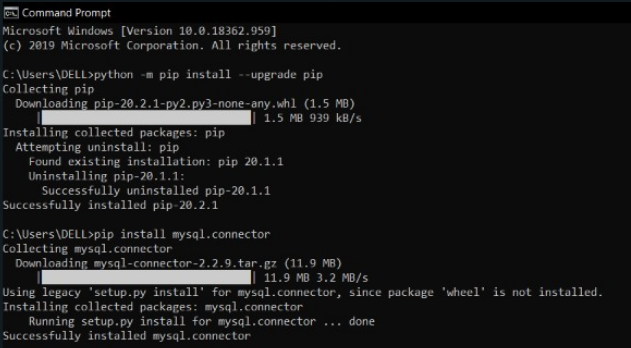 Command Prompt
Microsoft Windows [Version 10.0.18362.959]
(c) 2019 Microsoft Corporation. All rights reserved.
C:\Users\DELL>python -m pip install --upgrade pip
Collecting pip
Downloading pip-20.2.1-py2.py3-none-any.whl (1.5 MB)
| | 1.5 MB 939 kB/s
Installing collected packages: pip
Attempting uninstall: pip
Found existing installation: pip 20.1.1
Uninstalling pip-20.1.1:
Successfully uninstalled pip-20.1.1
Successfully installed pip-20.2.1
C:\Users\DELL>pip install mysql.connector
Collecting mysql.connector
Downloading mysql-connector-2.2.9.tar.gz (11.9 MB)
| | 11.9 MB 3.2 MB/s
Using legacy 'setup.py install' for mysql.connector, since package 'wheel' is not installed.
Installing collected packages: mysql.connector
Running setup.py install for mysql.connector ... done
Successfully installed mysql.connector